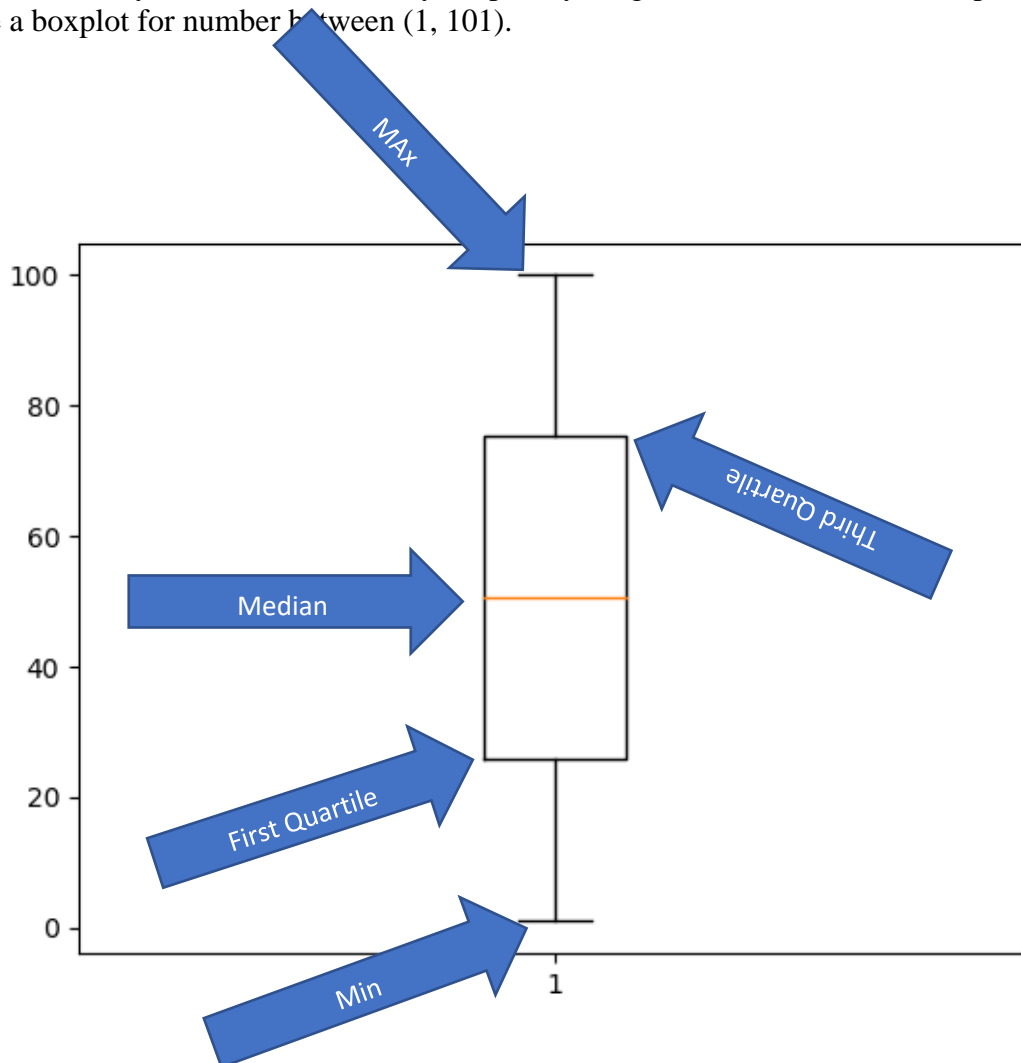 a boxplot for number between (1, 101).
MAx
100
80
Third Quartile
60
Median
40
First Quartile
20
0
Min
1